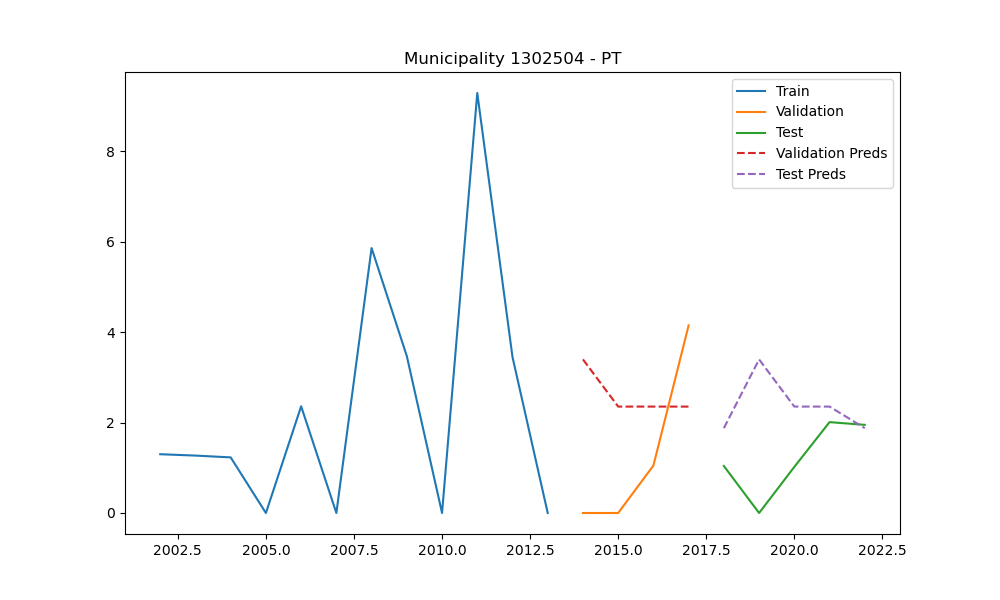 Municipality 1302504 - PT
Train
Validation
Test
Validation Preds
Test Preds
8
6
4
2
0
2002.5 2005.0 2007.5 2010.0 2012.5 2015.0 2017.5 2020.0 2022.5